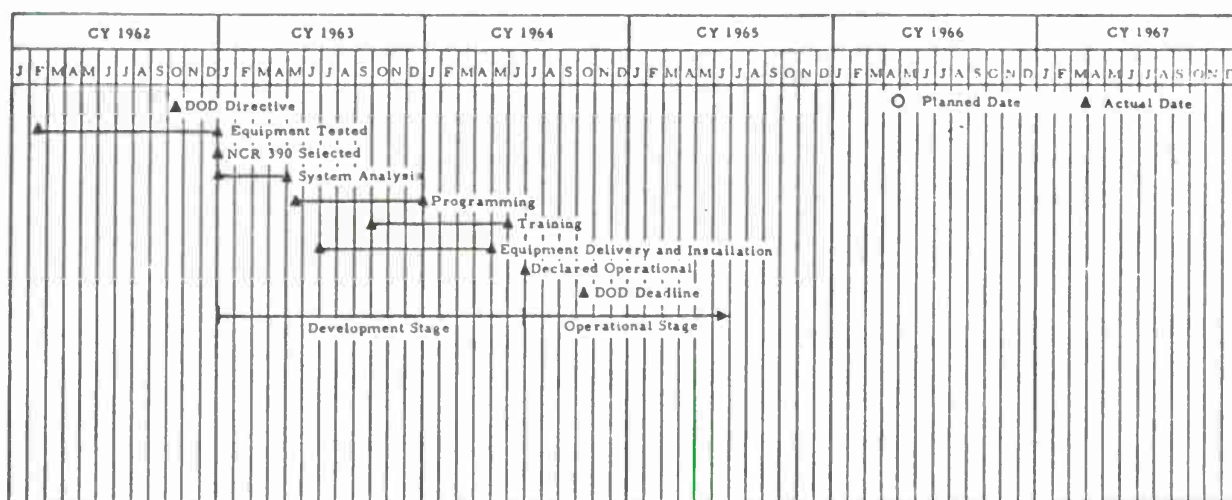 CY 1962 CY 1963 CY 1964 CY 1965 CY 1966 CY 1967
J F M A M J J A S O N D J F M A M J J A S O N D J F M A M J J A S O N D J F M A M J J A S O N D J F M A M J J A S O N D J F M A M J J A S O N D
DOD Directive Planned Date Actual Date
Equipment Tested
NCR 390 Selected
System Analysis
Programming
Training
Equipment Delivery and Installation
Declared Operational
DOD Deadline
Development Stage Operational Stage